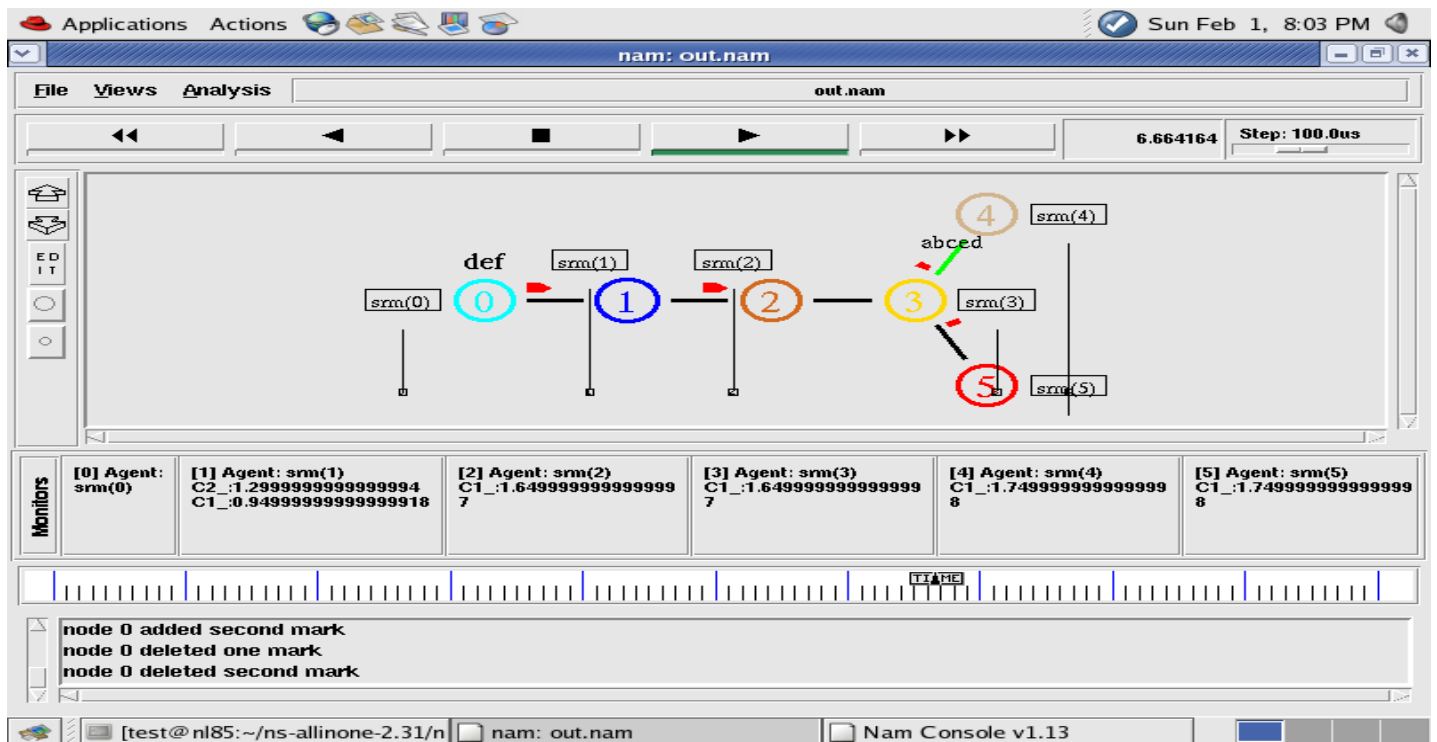 Applications Actions Sun Feb 1, 8:03 PM
nam: out.nam
File Views Analysis out.nam
6.664164 Step: 100.0us
4 srm(4)
abced
E D
I T
def srm(1) srm(2)
srm(0) 0 1 2 3 srm(3)
5 srm(5)
Monitors
[0] Agent:
srm(0)
[1] Agent: srm(1)
C2_:1.2999999999999994
C1_:0.94999999999999918
[2] Agent: srm(2)
C1_:1.649999999999999
7
[3] Agent: srm(3)
C1_:1.649999999999999
7
[4] Agent: srm(4)
C1_:1.749999999999999
8
[5] Agent: srm(5)
C1_:1.749999999999999
8
TIME
node 0 added second mark
node 0 deleted one mark
node 0 deleted second mark
[test@nl85:~/ns-allinone-2.31/n nam: out.nam Nam Console v1.13